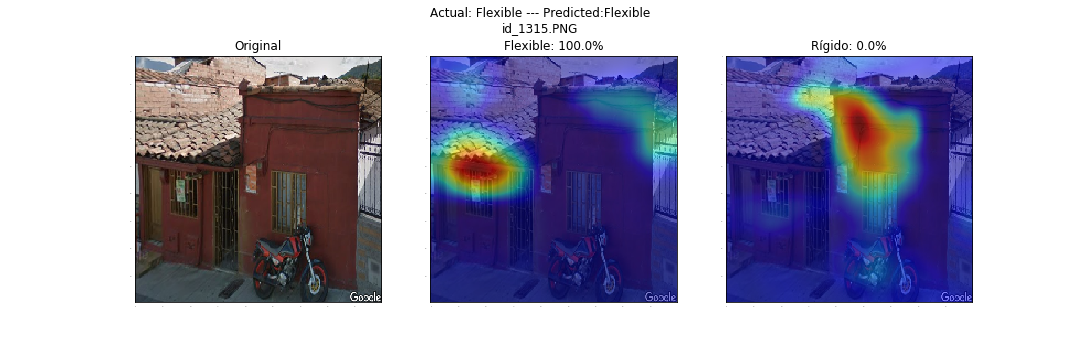 Actual: Flexible --- Predicted:Flexible
id_1315.PNG
Original
Flexible: 100.0%
Rígido: 0.0%
Google
Google
Google